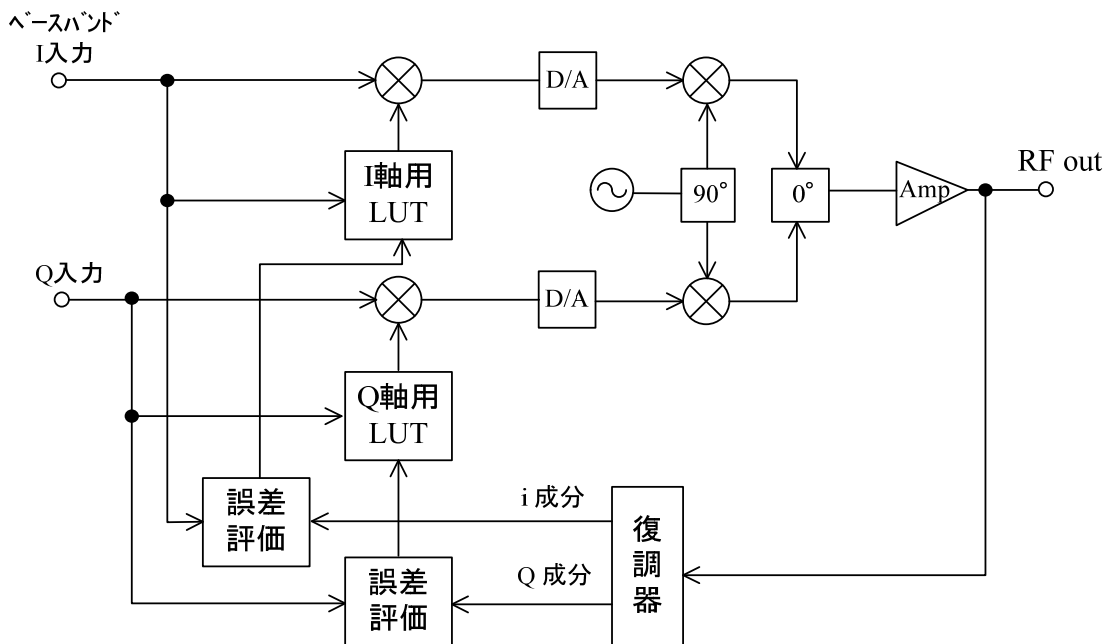 ベースバンド
I入力
D/A
I軸用
LUT
90°
0°
Amp
RF out
Q入力
D/A
Q軸用
LUT
誤差
評価
i 成分
Q 成分
誤差
評価
復
調
器